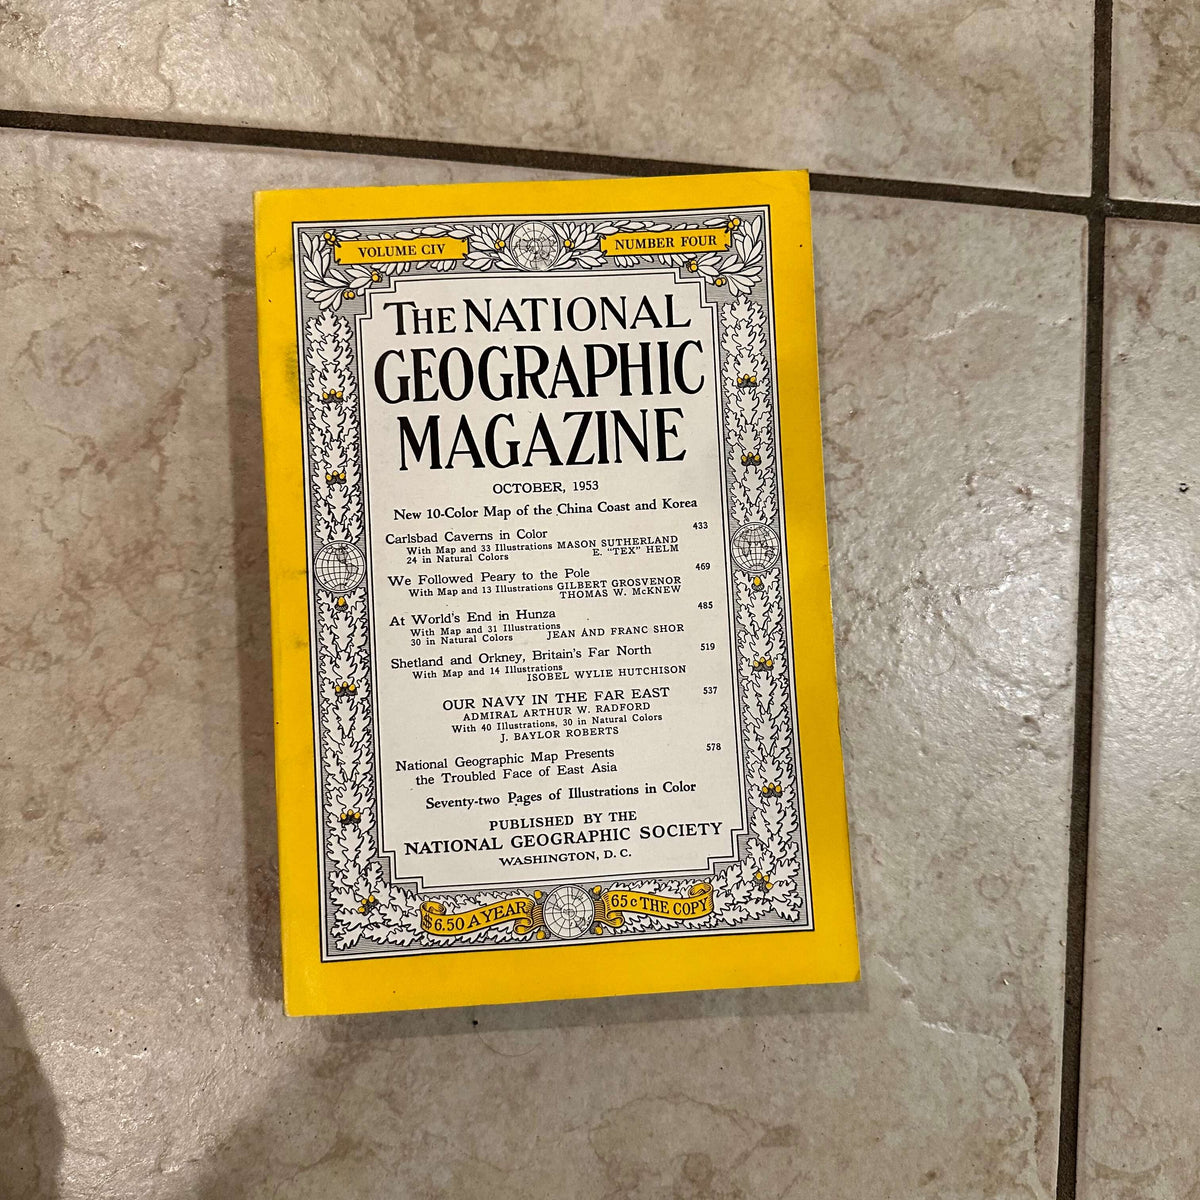 VOLUME CIV
NUMBER FOUR
THE NATIONAL
GEOGRAPHIC
MAGAZINE
OCTOBER, 1953
New 10-Color Map of the China Coast and Korea
Carlsbad Caverns in Color 433
With Map and 33 Illustrations MASON SUTHERLAND
24 in Natural Colors E. "TEX" HELM
We Followed Peary to the Pole 469
With Map and 13 Illustrations GILBERT GROSVENOR
THOMAS W. McKNEW
At World's End in Hunza 485
With Map and 31 Illustrations
30 in Natural Colors JEAN AND FRANC SHOR
Shetland and Orkney, Britain's Far North 519
With Map and 14 Illustrations
ISOBEL WYLIE HUTCHISON
OUR NAVY IN THE FAR EAST 537
ADMIRAL ARTHUR W. RADFORD
With 40 Illustrations, 30 in Natural Colors
J. BAYLOR ROBERTS
National Geographic Map Presents 578
the Troubled Face of East Asia
Seventy-two Pages of Illustrations in Color
PUBLISHED BY THE
NATIONAL GEOGRAPHIC SOCIETY
WASHINGTON, D. C.
$6.50 A YEAR
65c THE COPY